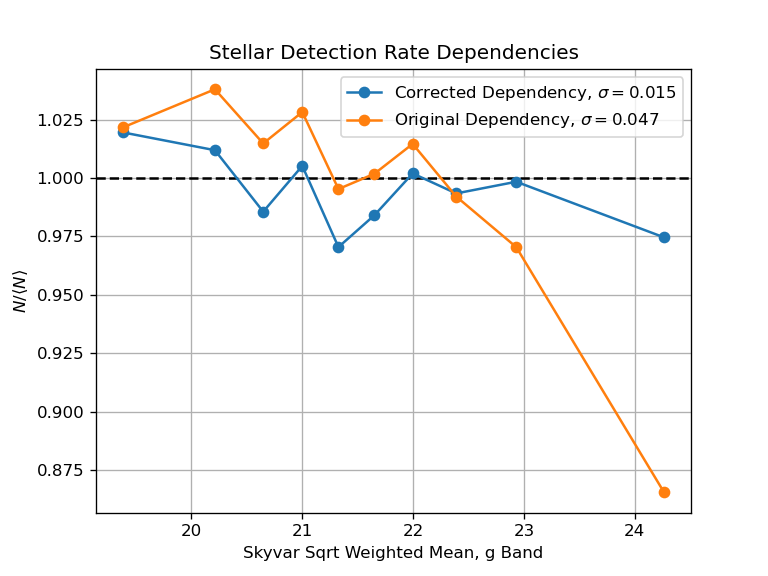 Stellar Detection Rate Dependencies
Corrected Dependency, σ = 0.015
Original Dependency, σ = 0.047
1.025
1.000
0.975
0.950
0.925
0.900
0.875
N/⟨N⟩
20 21 22 23 24
Skyvar Sqrt Weighted Mean, g Band